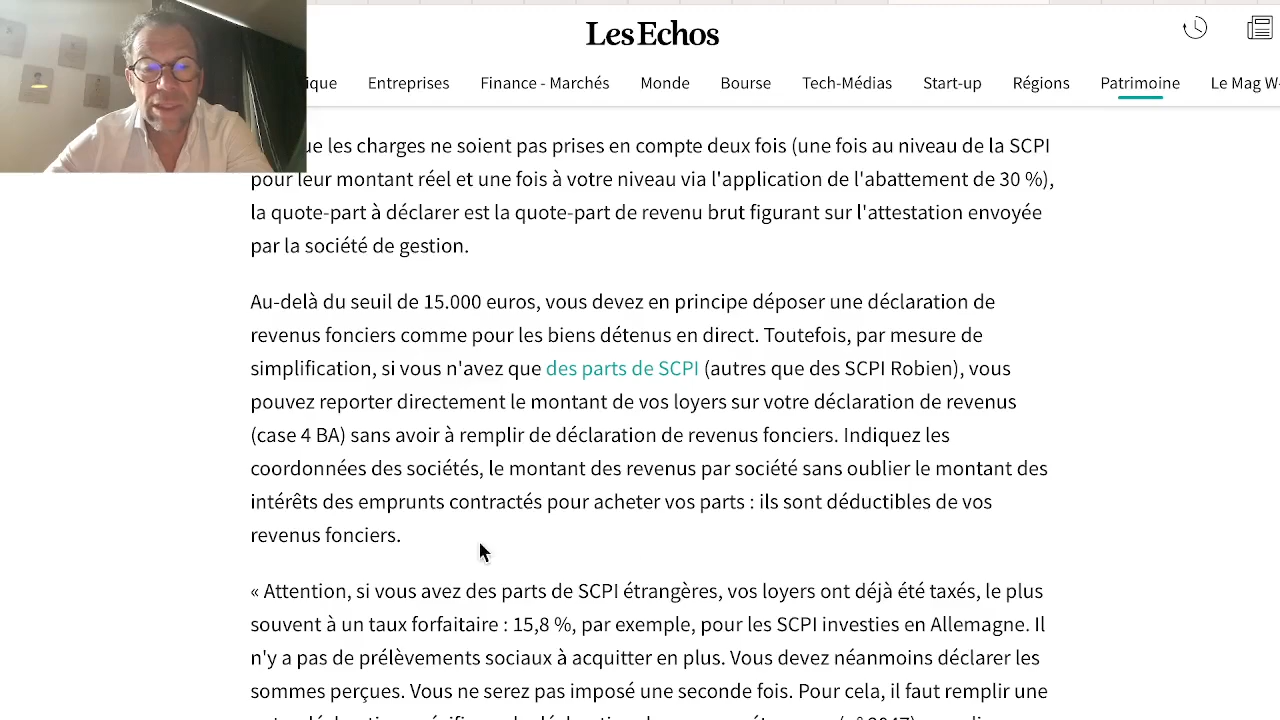 Les Echos
ique Entreprises Finance - Marchés Monde Bourse Tech-Médias Start-up Régions Patrimoine Le Mag W-
ue les charges ne soient pas prises en compte deux fois (une fois au niveau de la SCPI
pour leur montant réel et une fois à votre niveau via l'application de l'abattement de 30 %),
la quote-part à déclarer est la quote-part de revenu brut figurant sur l'attestation envoyée
par la société de gestion.
Au-delà du seuil de 15.000 euros, vous devez en principe déposer une déclaration de
revenus fonciers comme pour les biens détenus en direct. Toutefois, par mesure de
simplification, si vous n'avez que des parts de SCPI (autres que des SCPI Robien), vous
pouvez reporter directement le montant de vos loyers sur votre déclaration de revenus
(case 4 BA) sans avoir à remplir de déclaration de revenus fonciers. Indiquez les
coordonnées des sociétés, le montant des revenus par société sans oublier le montant des
intérêts des emprunts contractés pour acheter vos parts : ils sont déductibles de vos
revenus fonciers.
« Attention, si vous avez des parts de SCPI étrangères, vos loyers ont déjà été taxés, le plus
souvent à un taux forfaitaire : 15,8 %, par exemple, pour les SCPI investies en Allemagne. Il
n'y a pas de prélèvements sociaux à acquitter en plus. Vous devez néanmoins déclarer les
sommes perçues. Vous ne serez pas imposé une seconde fois. Pour cela, il faut remplir une